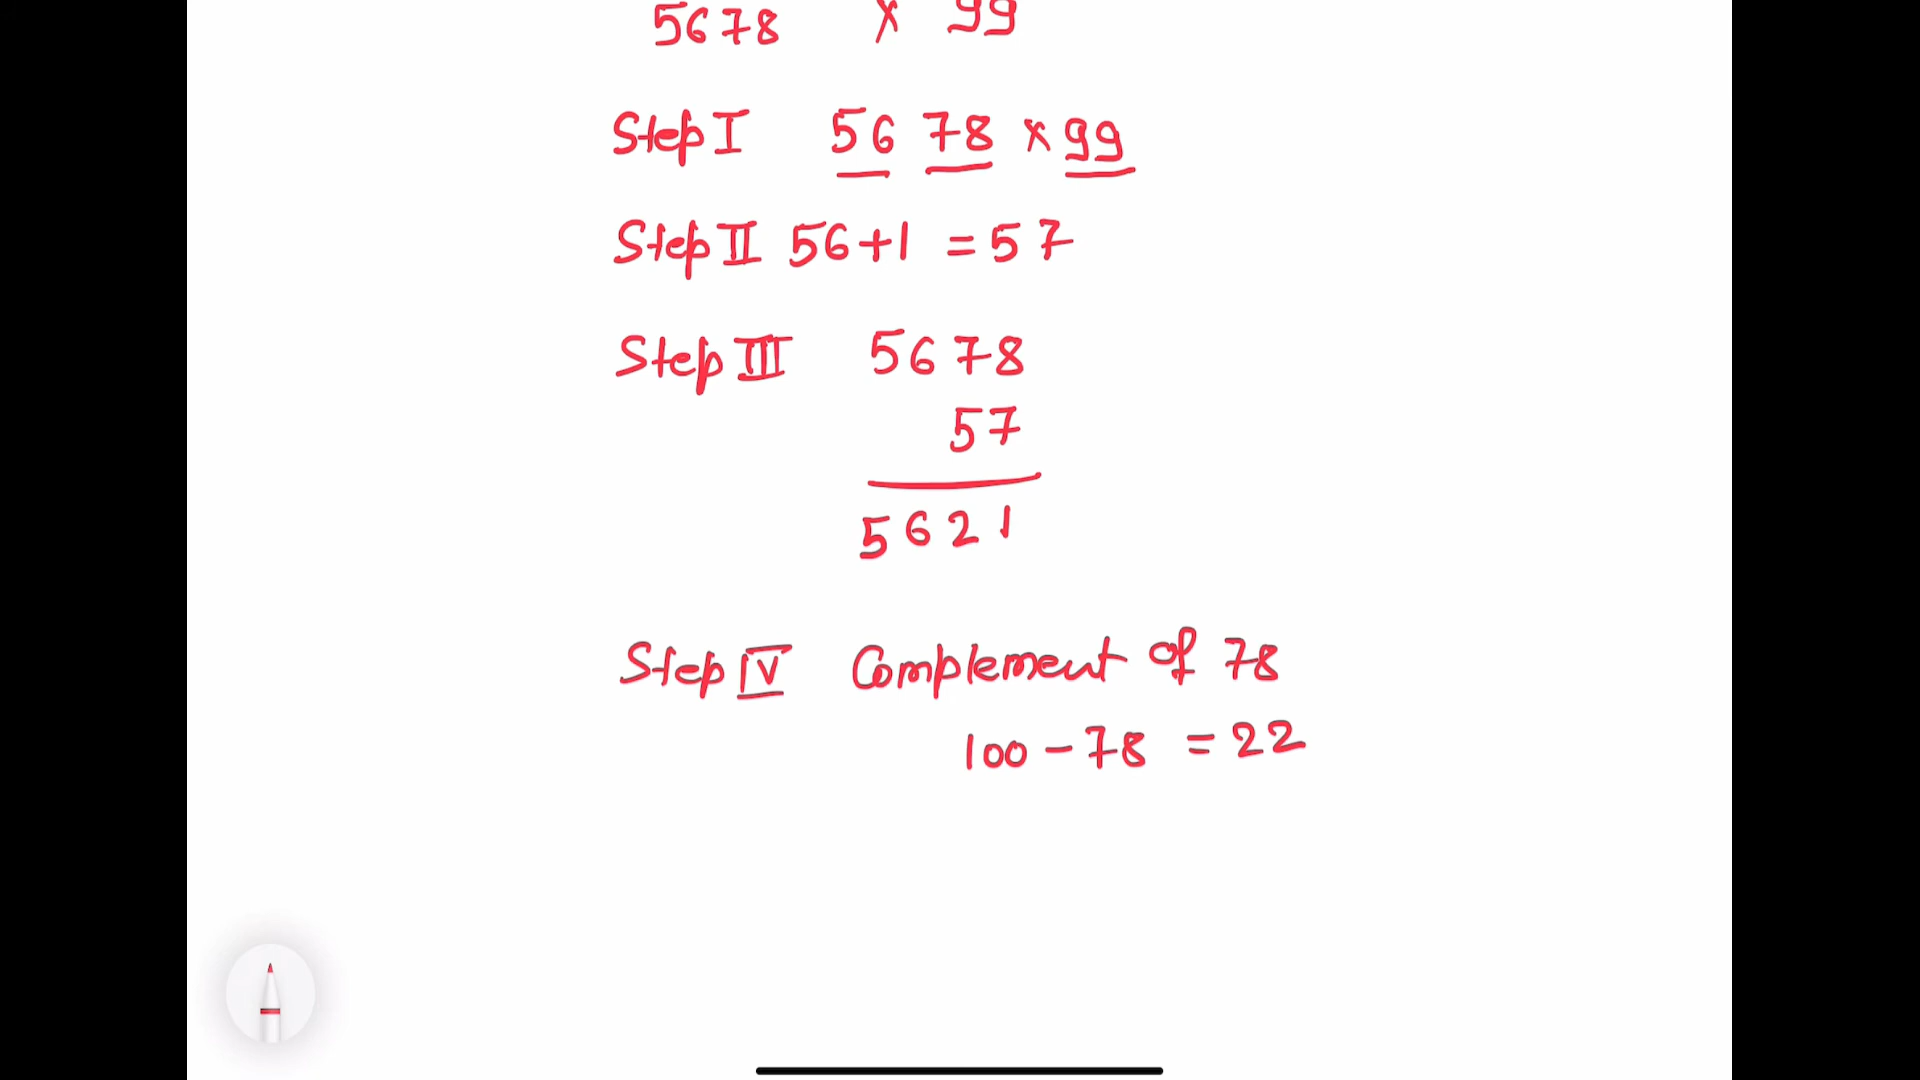 5678 × 99
Step I 56 78 × 99
Step II 56+1 = 57
Step III 5678
57
5621
Step IV Complement of 78
100 - 78 = 22